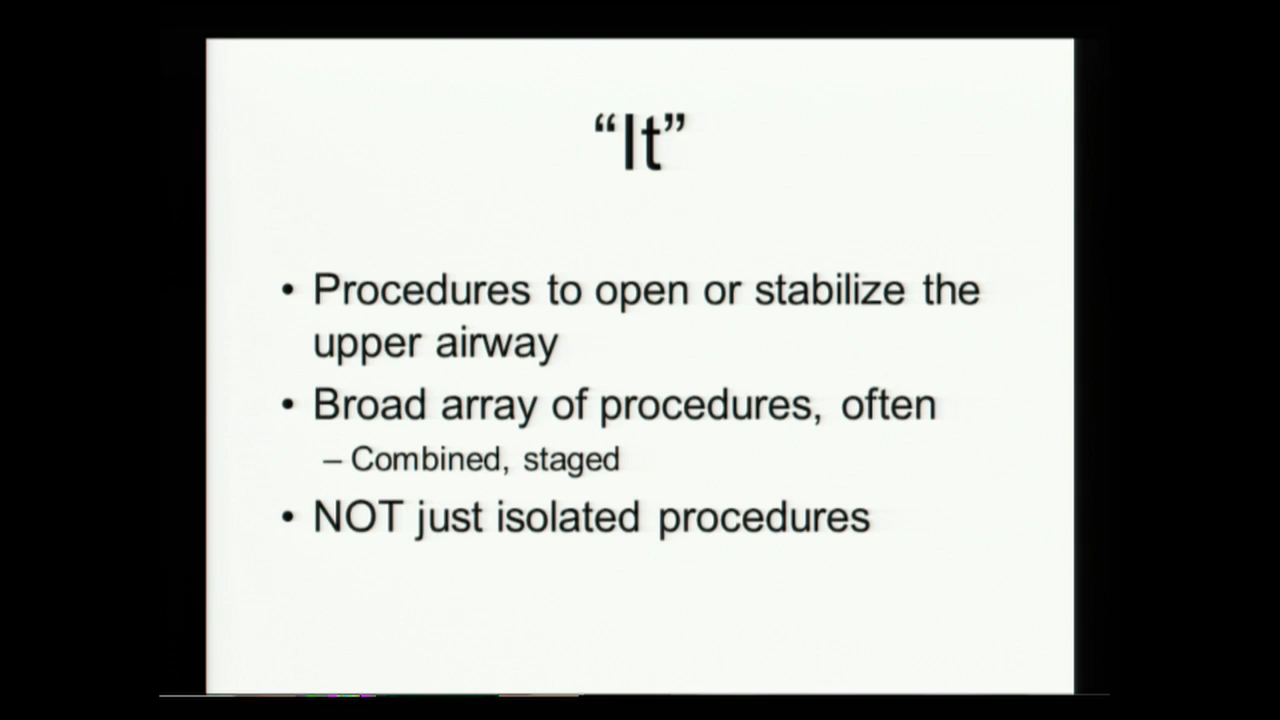 “It”
• Procedures to open or stabilize the
upper airway
• Broad array of procedures, often
– Combined, staged
• NOT just isolated procedures